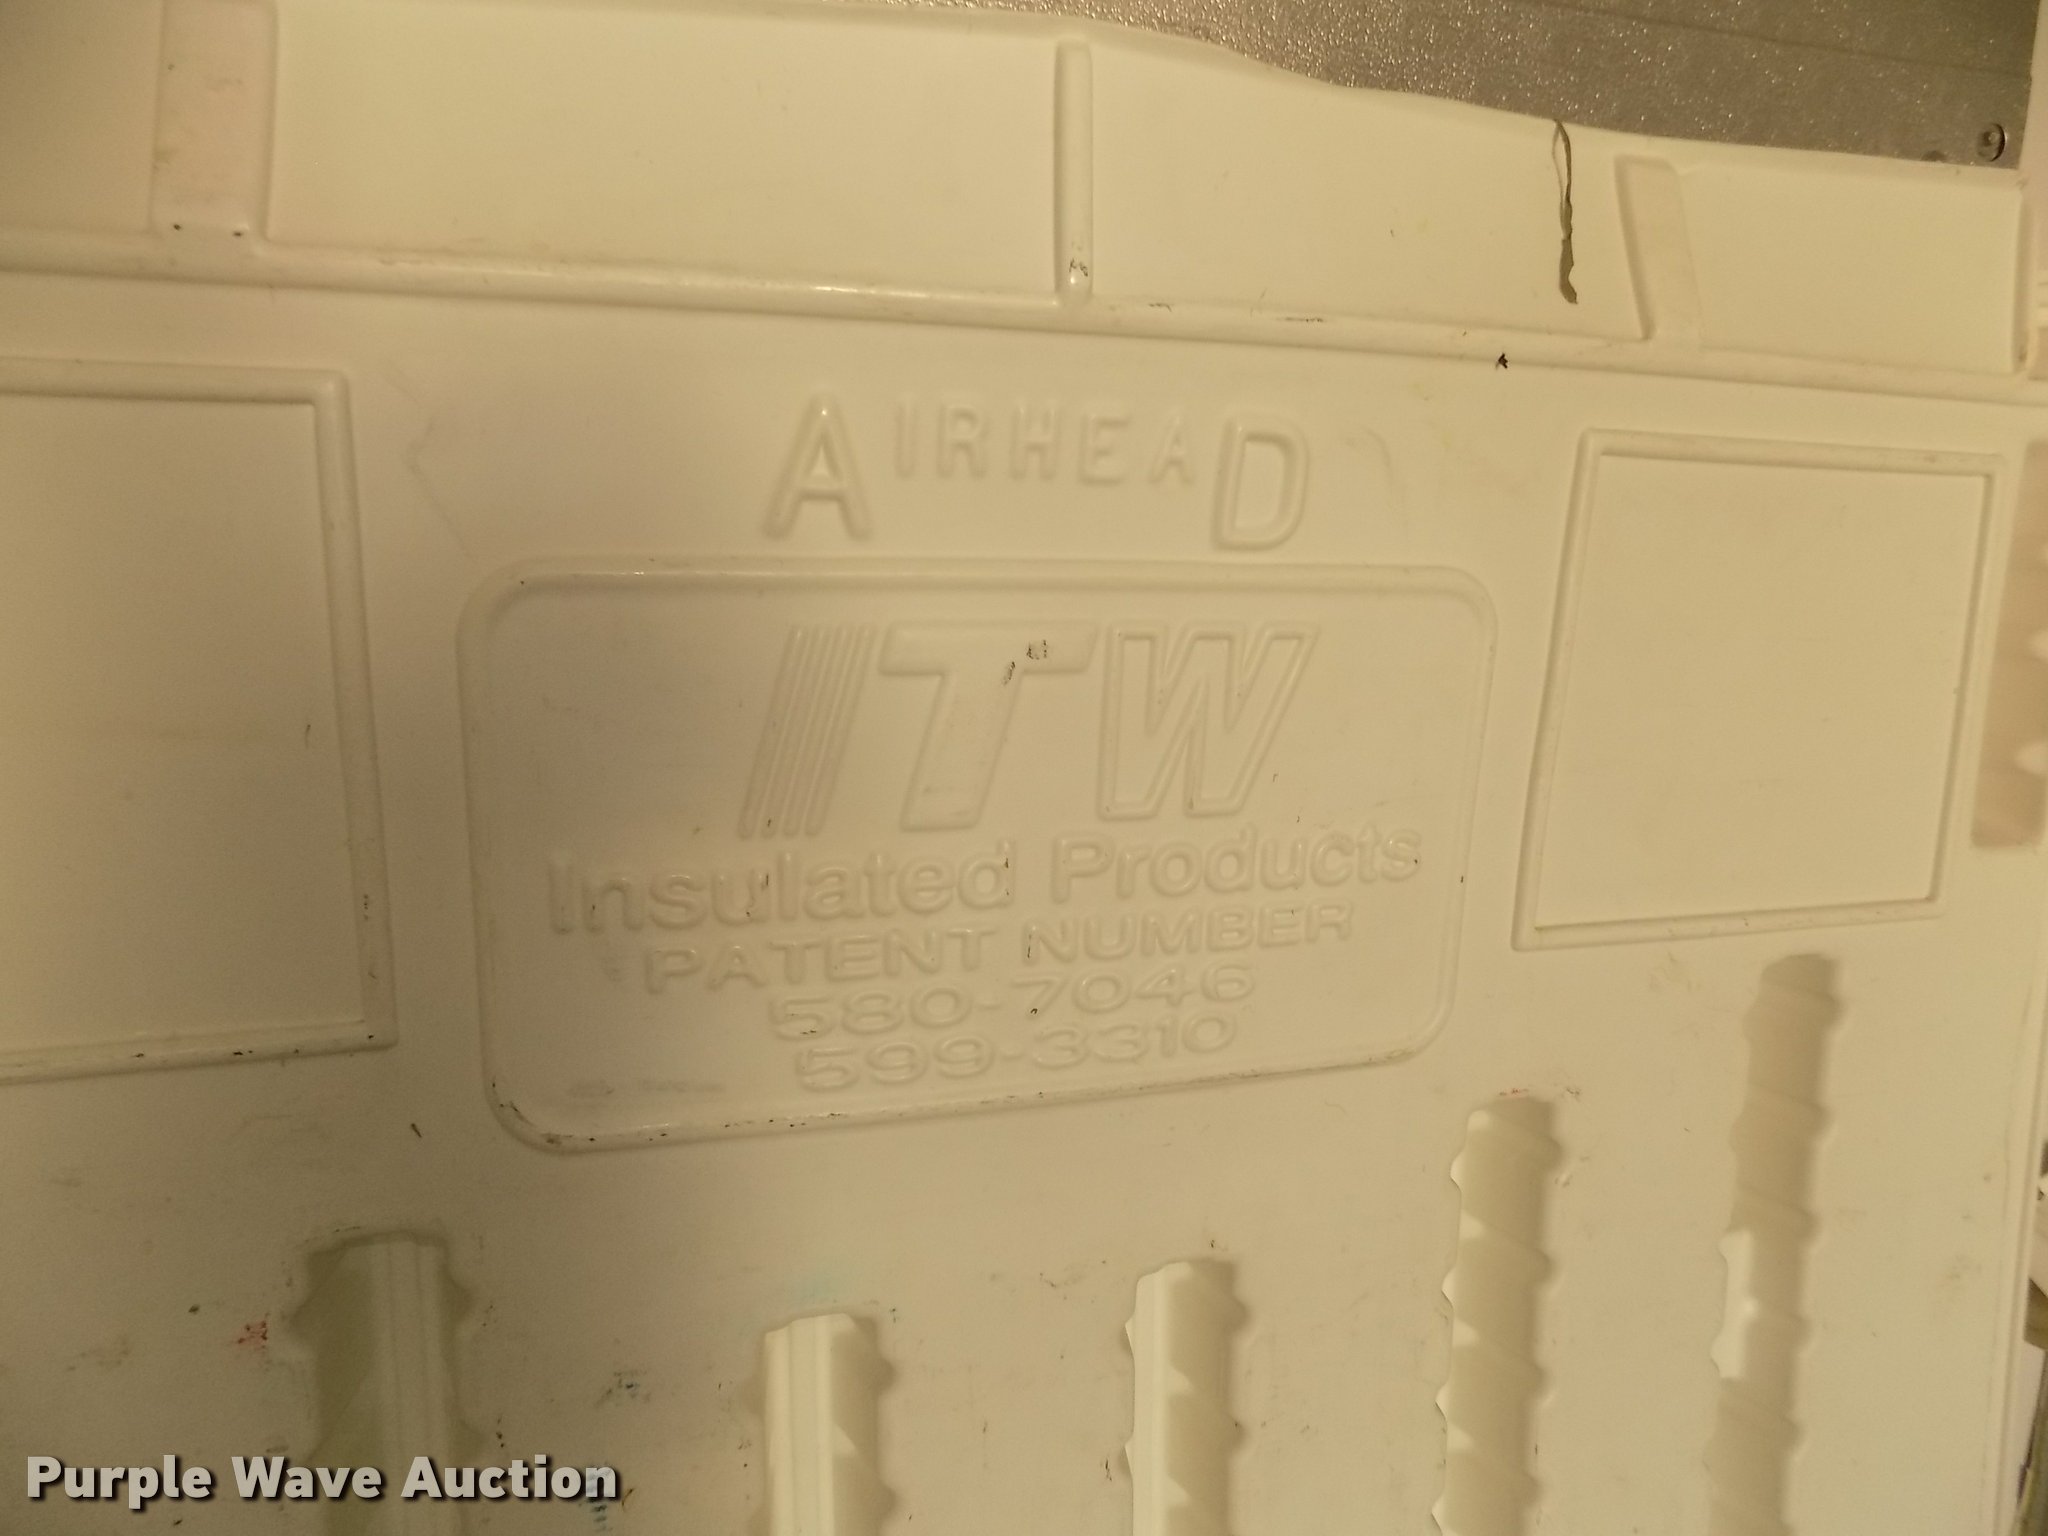 AIRHEAD
ITW
Insulated Products
PATENT NUMBER
580-7046
599-3310
Purple Wave Auction